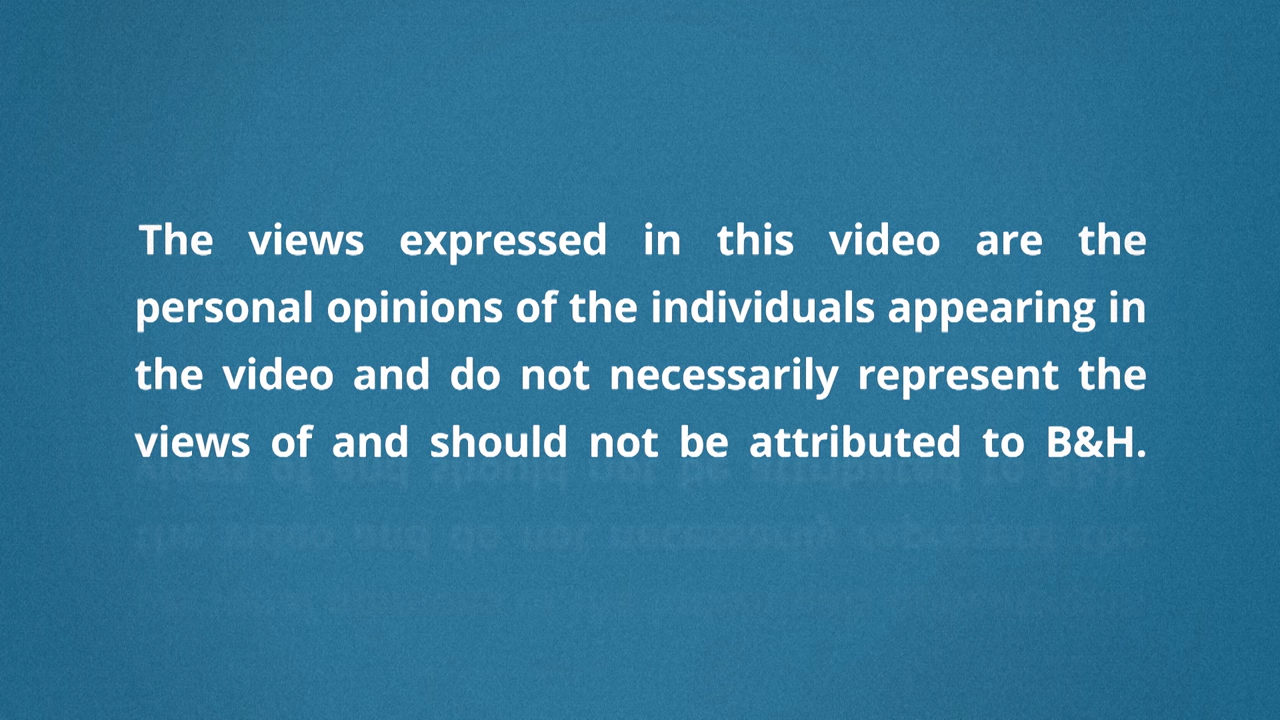 The views expressed in this video are the
personal opinions of the individuals appearing in
the video and do not necessarily represent the
views of and should not be attributed to B&H.